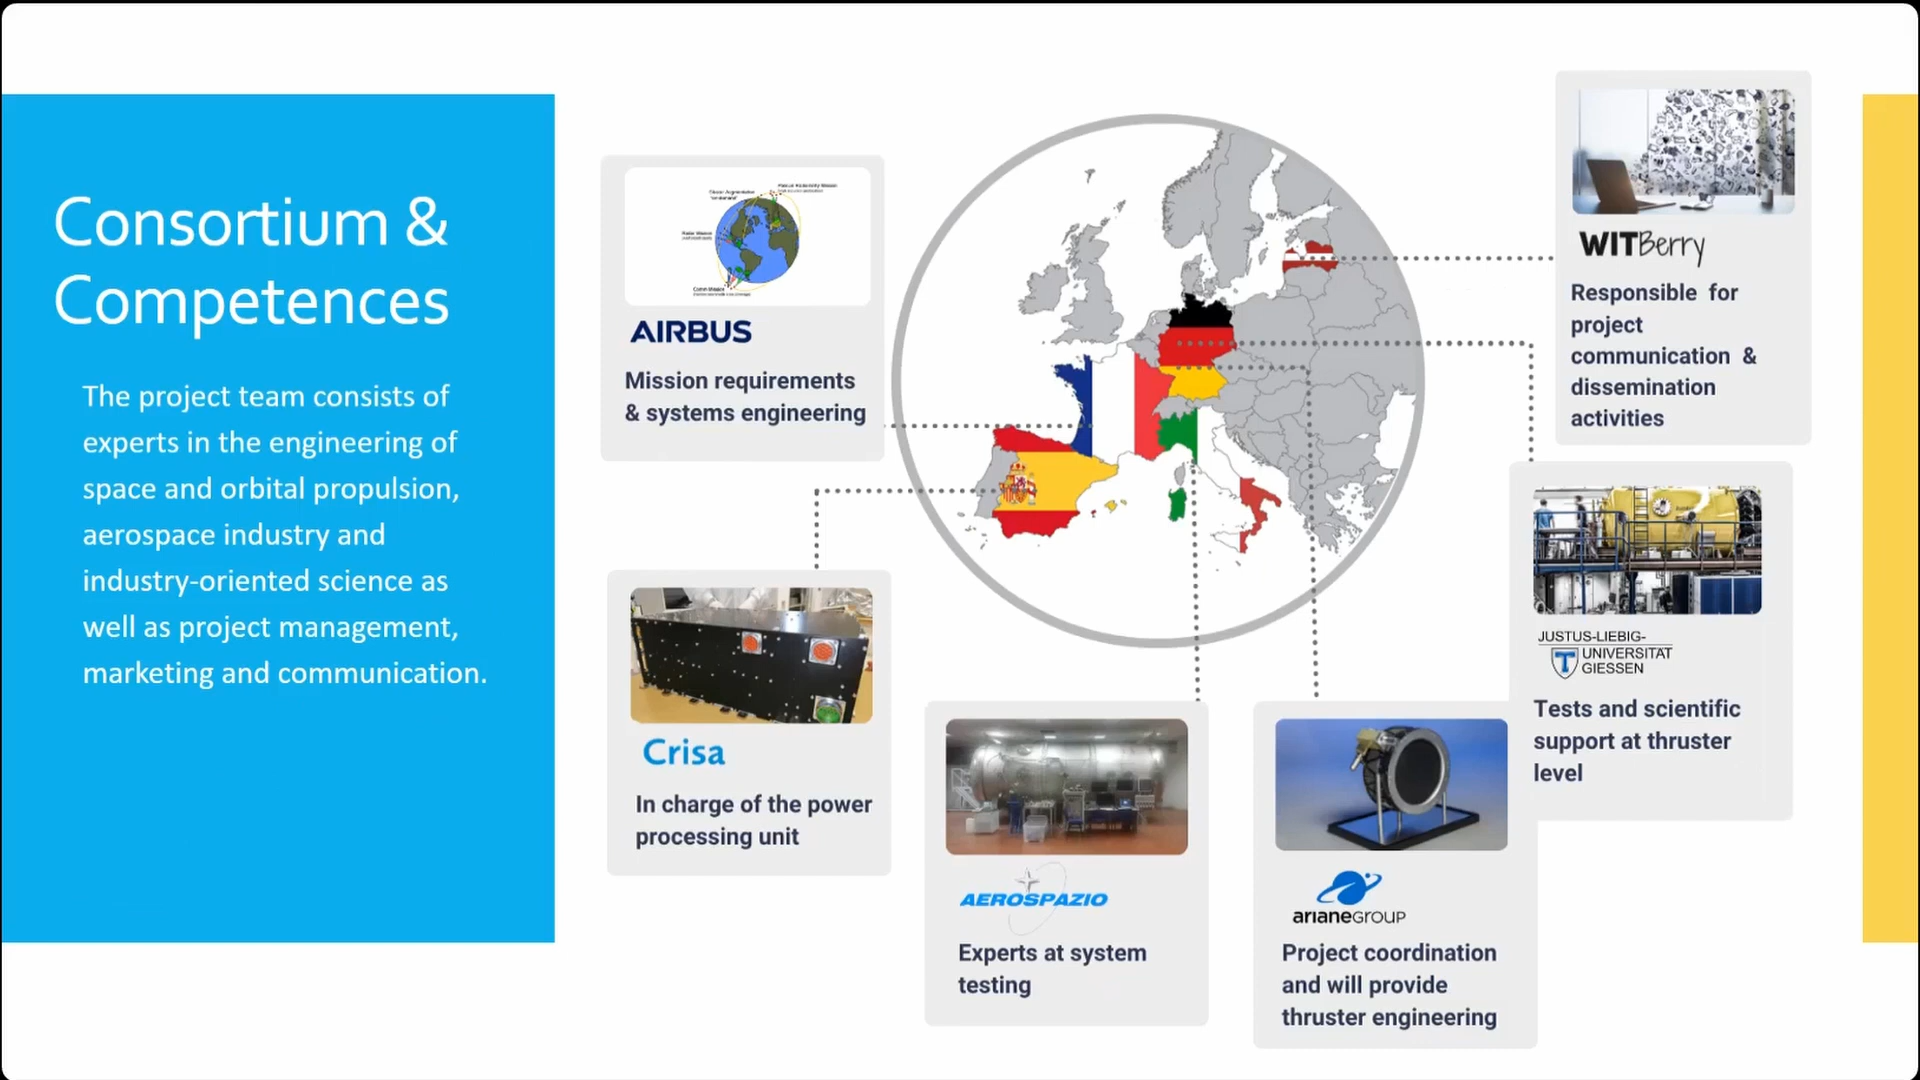 Consortium &
Competences
The project team consists of
experts in the engineering of
space and orbital propulsion,
aerospace industry and
industry-oriented science as
well as project management,
marketing and communication.
AIRBUS
Mission requirements
& systems engineering
Crisa
In charge of the power
processing unit
AEROSPAZIO
Experts at system
testing
arianeGROUP
Project coordination
and will provide
thruster engineering
WITBerry
Responsible for
project
communication &
dissemination
activities
JUSTUS-LIEBIG-
UNIVERSITAT
GIESSEN
Tests and scientific
support at thruster
level